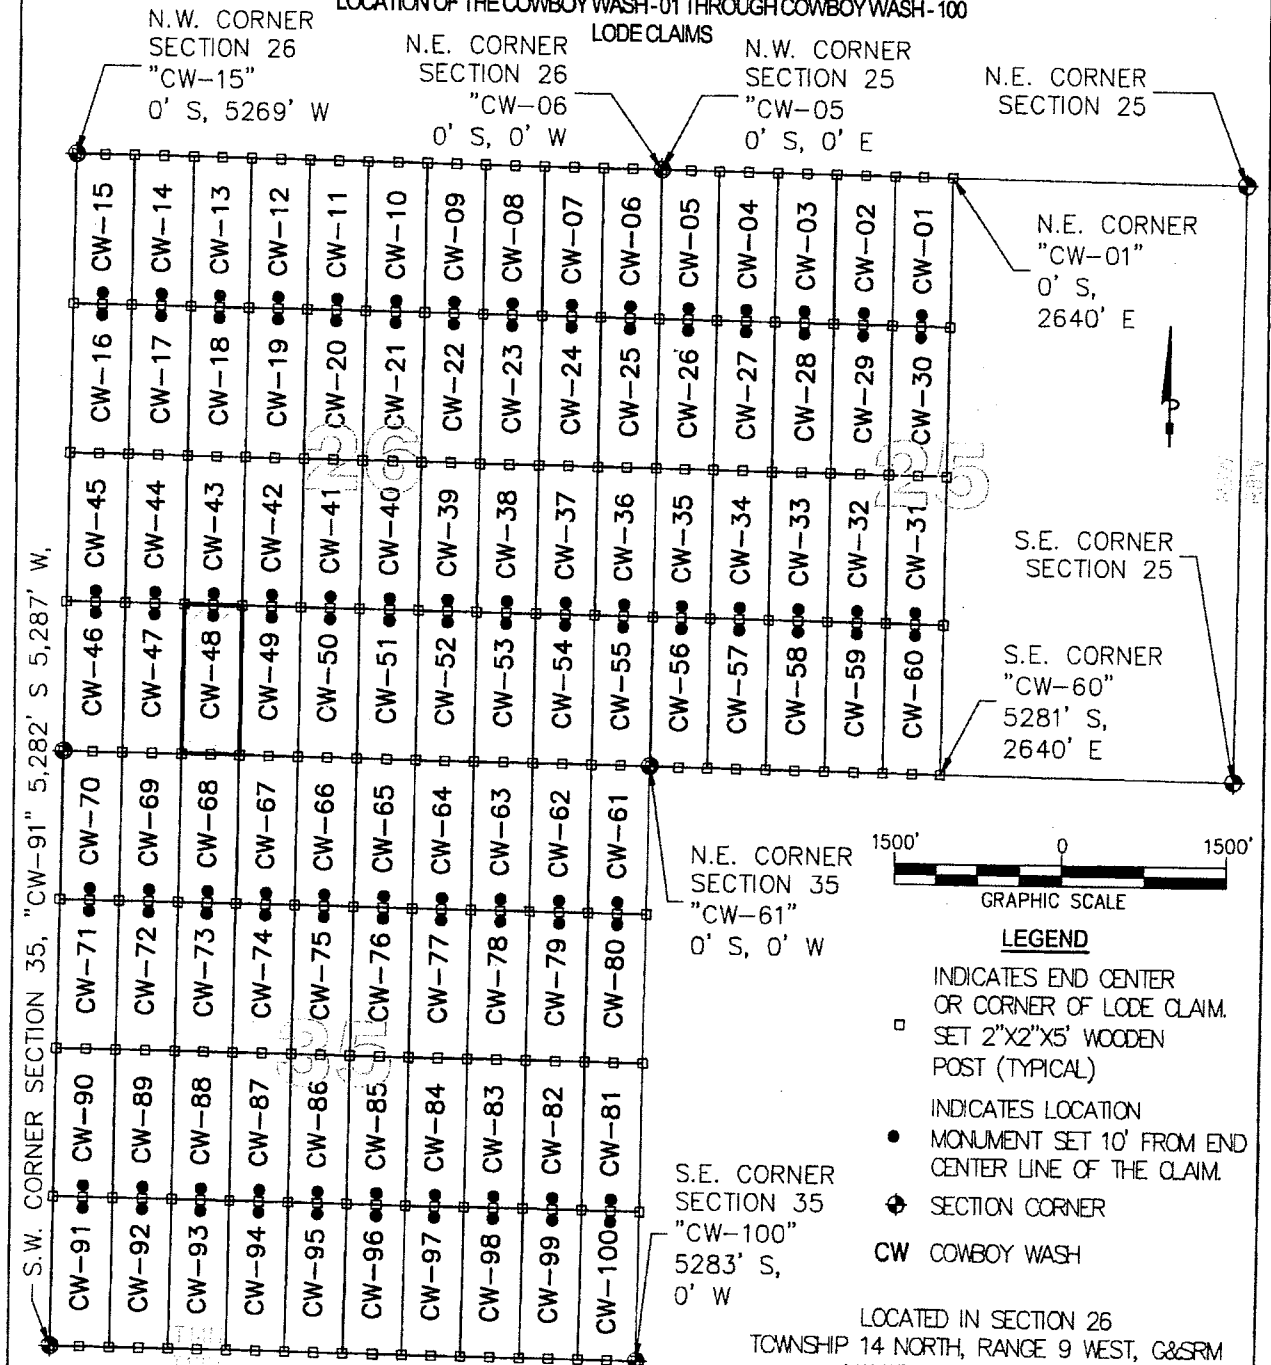 LOCATION OF THE COWBOY WASH-01 THROUGH COWBOY WASH-100
LODE CLAIMS
N.W. CORNER
SECTION 26
"CW-15"
0' S, 5269' W
N.E. CORNER
SECTION 26
"CW-06
0' S, 0' W
N.W. CORNER
SECTION 25
"CW-05
0' S, 0' E
N.E. CORNER
SECTION 25
CW-15 CW-14 CW-13 CW-12 CW-11 CW-10 CW-09 CW-08 CW-07 CW-06 CW-05 CW-04 CW-03 CW-02 CW-01
N.E. CORNER
"CW-01"
0' S,
2640' E
CW-16 CW-17 CW-18 CW-19 CW-20 CW-21 CW-22 CW-23 CW-24 CW-25 CW-26 CW-27 CW-28 CW-29 CW-30
26
25
CW-45 CW-44 CW-43 CW-42 CW-41 CW-40 CW-39 CW-38 CW-37 CW-36 CW-35 CW-34 CW-33 CW-32 CW-31
S.E. CORNER
SECTION 25
CW-46 CW-47 CW-48 CW-49 CW-50 CW-51 CW-52 CW-53 CW-54 CW-55 CW-56 CW-57 CW-58 CW-59 CW-60
S.E. CORNER
"CW-60"
5281' S,
2640' E
CW-70 CW-69 CW-68 CW-67 CW-66 CW-65 CW-64 CW-63 CW-62 CW-61
N.E. CORNER
SECTION 35
"CW-61"
0' S, 0' W
CW-71 CW-72 CW-73 CW-74 CW-75 CW-76 CW-77 CW-78 CW-79 CW-80
35
CW-90 CW-89 CW-88 CW-87 CW-86 CW-85 CW-84 CW-83 CW-82 CW-81
CW-91 CW-92 CW-93 CW-94 CW-95 CW-96 CW-97 CW-98 CW-99 CW-100
S.E. CORNER
SECTION 35
"CW-100"
5283' S,
0' W
S.W. CORNER SECTION 35, "CW-91" 5,282' S 5,287' W,
1500' 0 1500'
GRAPHIC SCALE
LEGEND
INDICATES END CENTER
OR CORNER OF LODE CLAIM.
SET 2"X2"X5' WOODEN
POST (TYPICAL)
INDICATES LOCATION
MONUMENT SET 10' FROM END
CENTER LINE OF THE CLAIM.
SECTION CORNER
CW COWBOY WASH
LOCATED IN SECTION 26
TOWNSHIP 14 NORTH, RANGE 9 WEST, G&SRM